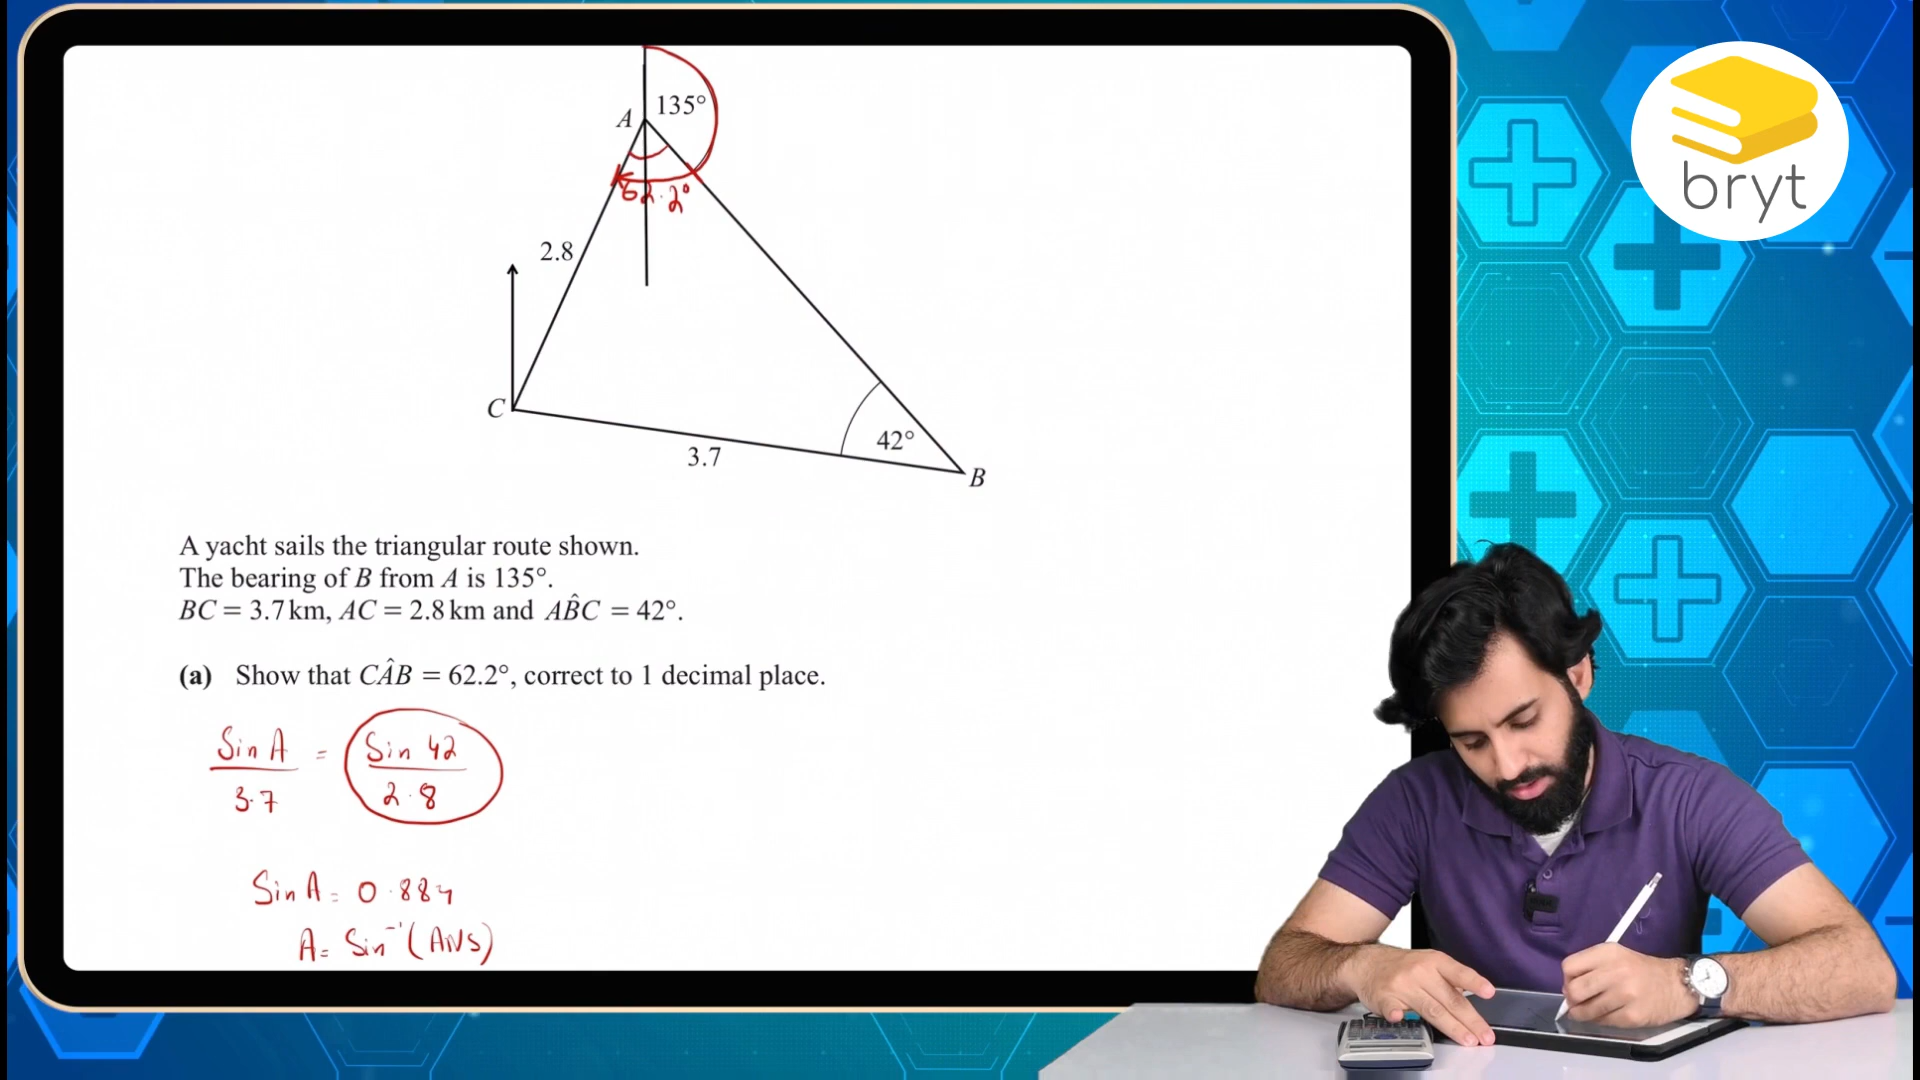 135°
A
62.2°
2.8
C
42°
3.7
B
A yacht sails the triangular route shown.
The bearing of B from A is 135°.
BC = 3.7 km, AC = 2.8 km and AB̂C = 42°.
(a) Show that CÂB = 62.2°, correct to 1 decimal place.
Sin A = Sin 42
3.7 2.8
Sin A = 0.884
A = Sin⁻¹(ANS)
bryt